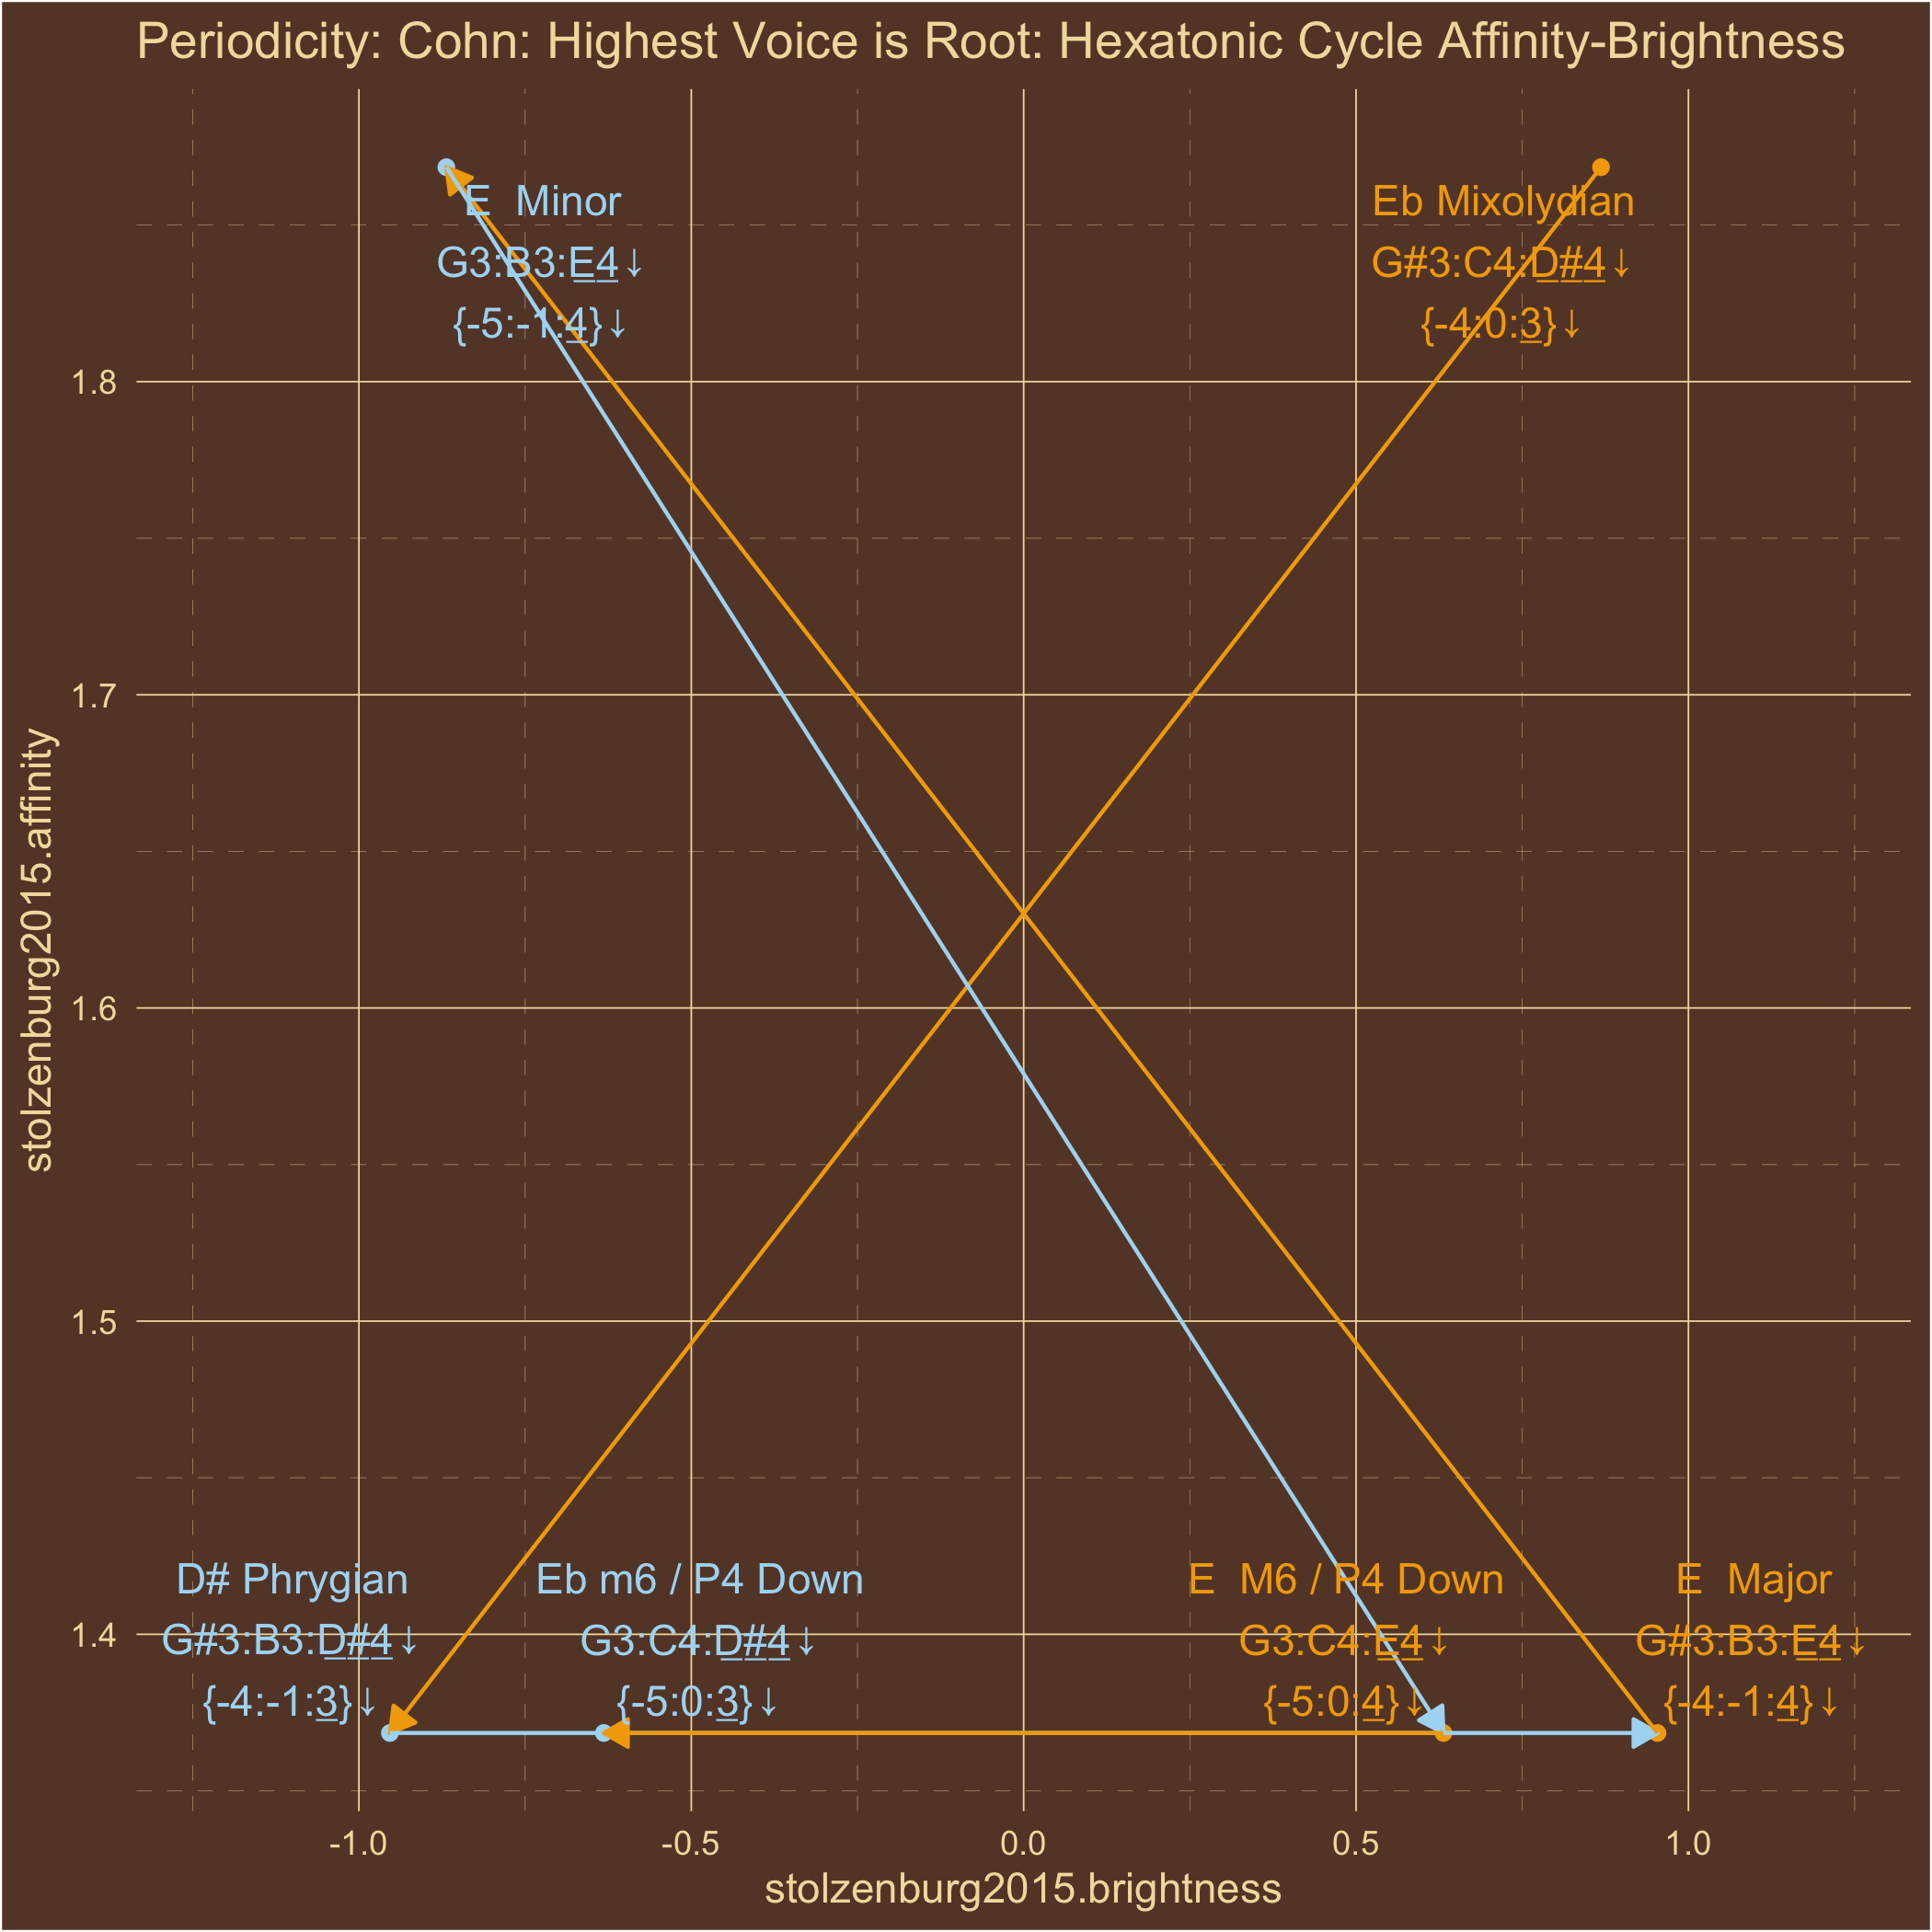 Periodicity: Cohn: Highest Voice is Root: Hexatonic Cycle Affinity-Brightness
E  Minor
G3:B3:E4↓
{-5:-1:4}↓
Eb Mixolydian
G#3:C4:D#4↓
{-4:0:3}↓
1.8
1.7
1.6
1.5
1.4
stolzenburg2015.affinity
D# Phrygian
G#3:B3:D#4↓
{-4:-1:3}↓
Eb m6 / P4 Down
G3:C4:D#4↓
{-5:0:3}↓
E  M6 / P4 Down
G3:C4:E4↓
{-5:0:4}↓
E  Major
G#3:B3:E4↓
{-4:-1:4}↓
-1.0 -0.5 0.0 0.5 1.0
stolzenburg2015.brightness